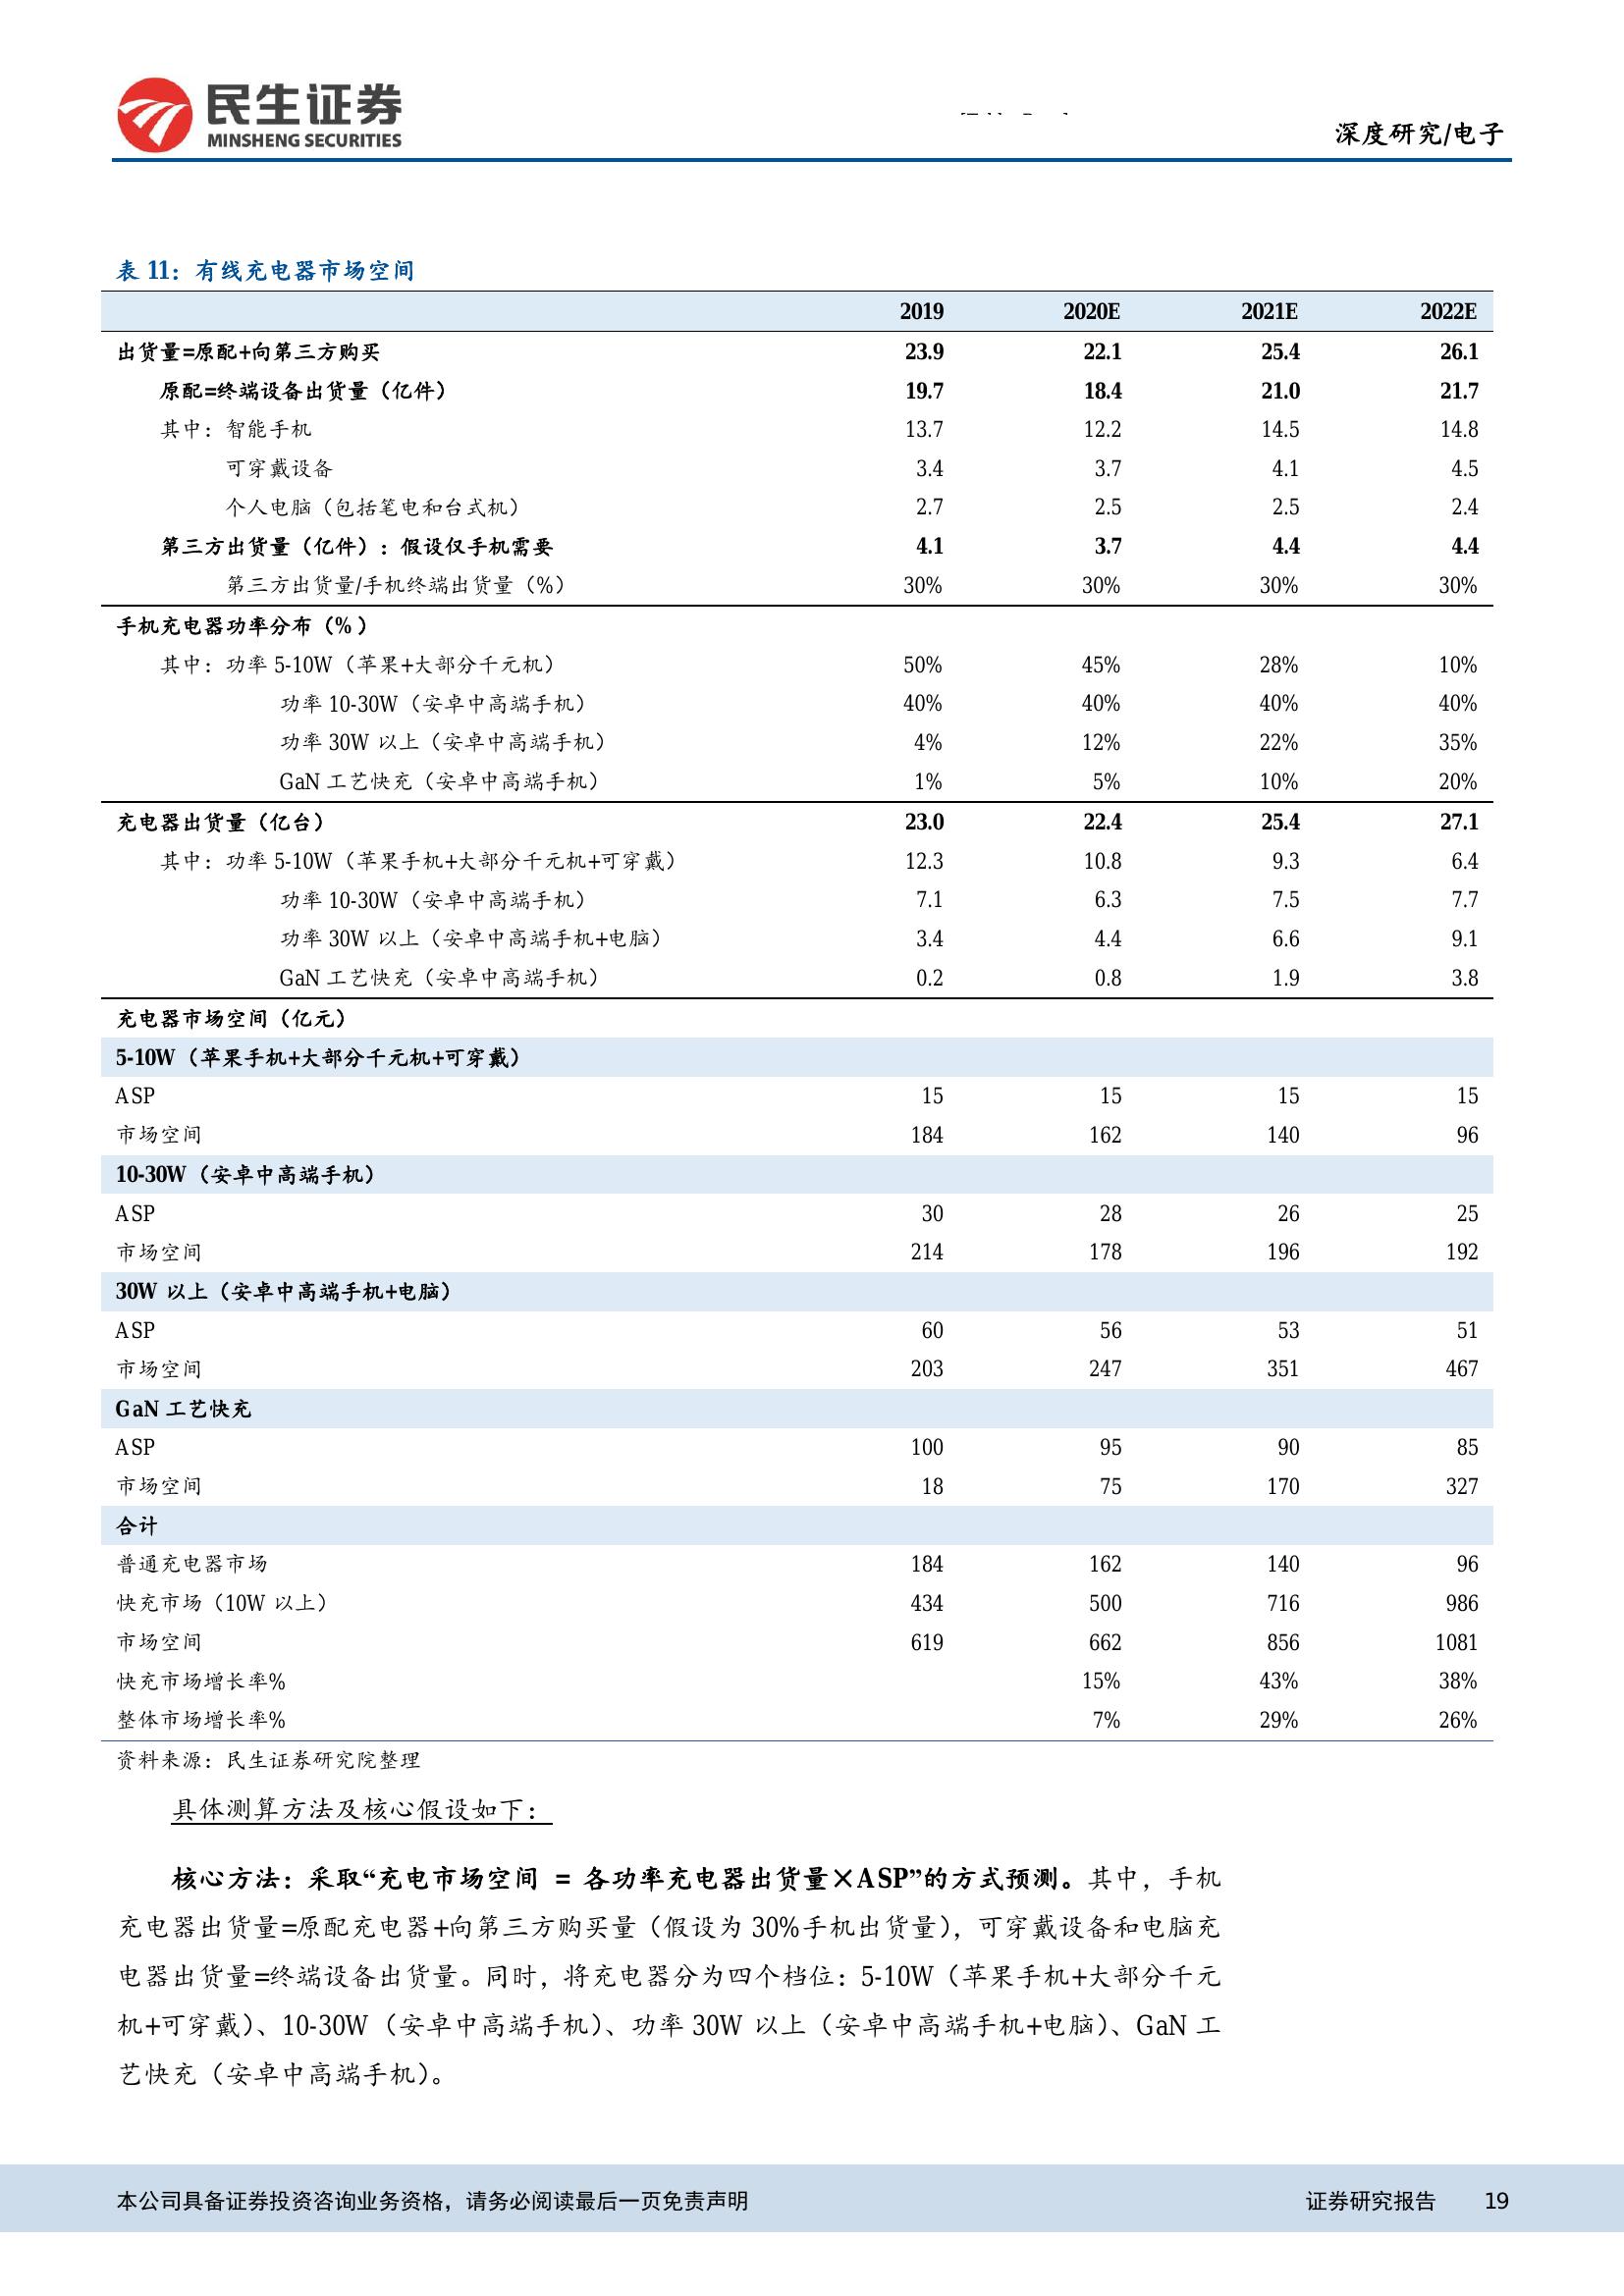 民生证券
MINSHENG SECURITIES
深度研究/电子
表 11：有线充电器市场空间
2019 2020E 2021E 2022E
出货量=原配+向第三方购买 23.9 22.1 25.4 26.1
原配=终端设备出货量（亿件） 19.7 18.4 21.0 21.7
其中：智能手机 13.7 12.2 14.5 14.8
可穿戴设备 3.4 3.7 4.1 4.5
个人电脑（包括笔电和台式机） 2.7 2.5 2.5 2.4
第三方出货量（亿件）：假设仅手机需要 4.1 3.7 4.4 4.4
第三方出货量/手机终端出货量（%） 30% 30% 30% 30%
手机充电器功率分布（%）
其中：功率 5-10W（苹果+大部分千元机） 50% 45% 28% 10%
功率 10-30W（安卓中高端手机） 40% 40% 40% 40%
功率 30W 以上（安卓中高端手机） 4% 12% 22% 35%
GaN 工艺快充（安卓中高端手机） 1% 5% 10% 20%
充电器出货量（亿台） 23.0 22.4 25.4 27.1
其中：功率 5-10W（苹果手机+大部分千元机+可穿戴） 12.3 10.8 9.3 6.4
功率 10-30W（安卓中高端手机） 7.1 6.3 7.5 7.7
功率 30W 以上（安卓中高端手机+电脑） 3.4 4.4 6.6 9.1
GaN 工艺快充（安卓中高端手机） 0.2 0.8 1.9 3.8
充电器市场空间（亿元）
5-10W（苹果手机+大部分千元机+可穿戴）
ASP 15 15 15 15
市场空间 184 162 140 96
10-30W（安卓中高端手机）
ASP 30 28 26 25
市场空间 214 178 196 192
30W 以上（安卓中高端手机+电脑）
ASP 60 56 53 51
市场空间 203 247 351 467
GaN 工艺快充
ASP 100 95 90 85
市场空间 18 75 170 327
合计
普通充电器市场 184 162 140 96
快充市场（10W 以上） 434 500 716 986
市场空间 619 662 856 1081
快充市场增长率% 15% 43% 38%
整体市场增长率% 7% 29% 26%
资料来源：民生证券研究院整理
具体测算方法及核心假设如下：
核心方法：采取“充电市场空间 = 各功率充电器出货量×ASP”的方式预测。其中，手机
充电器出货量=原配充电器+向第三方购买量（假设为 30%手机出货量），可穿戴设备和电脑充
电器出货量=终端设备出货量。同时，将充电器分为四个档位：5-10W（苹果手机+大部分千元
机+可穿戴）、10-30W（安卓中高端手机）、功率 30W 以上（安卓中高端手机+电脑）、GaN 工
艺快充（安卓中高端手机）。
本公司具备证券投资咨询业务资格，请务必阅读最后一页免责声明 证券研究报告 19